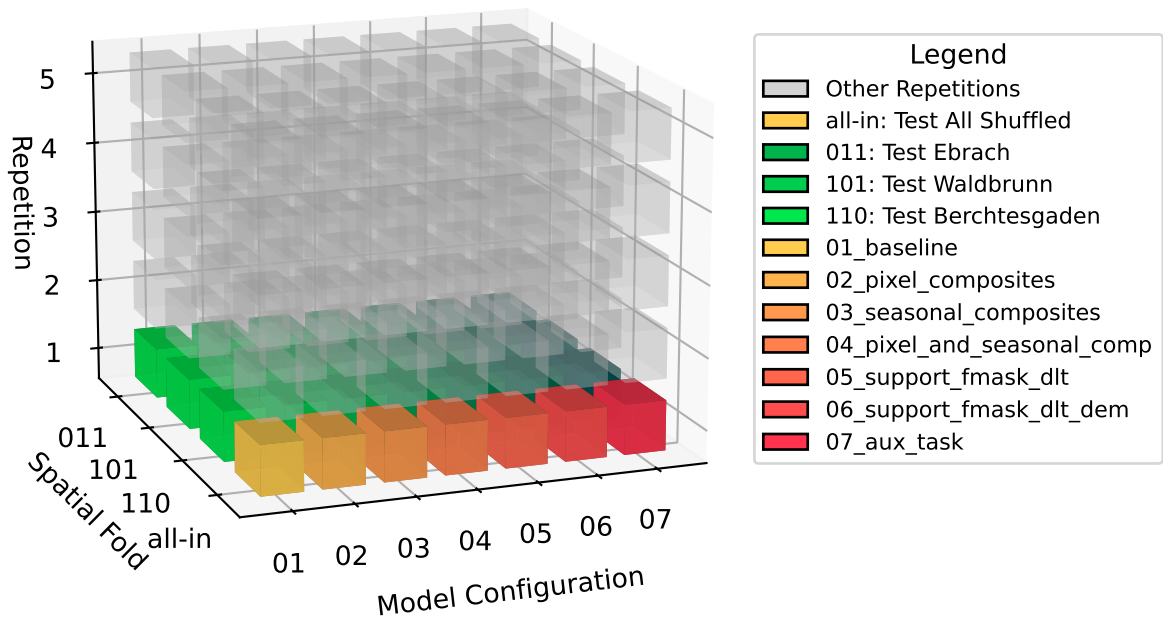 5
4
3
2
1
Repetition
011
101
110
all-in
Spatial Fold
01
02
03
04
05
06
07
Model Configuration
Legend
Other Repetitions
all-in: Test All Shuffled
011: Test Ebrach
101: Test Waldbrunn
110: Test Berchtesgaden
01_baseline
02_pixel_composites
03_seasonal_composites
04_pixel_and_seasonal_comp
05_support_fmask_dlt
06_support_fmask_dlt_dem
07_aux_task